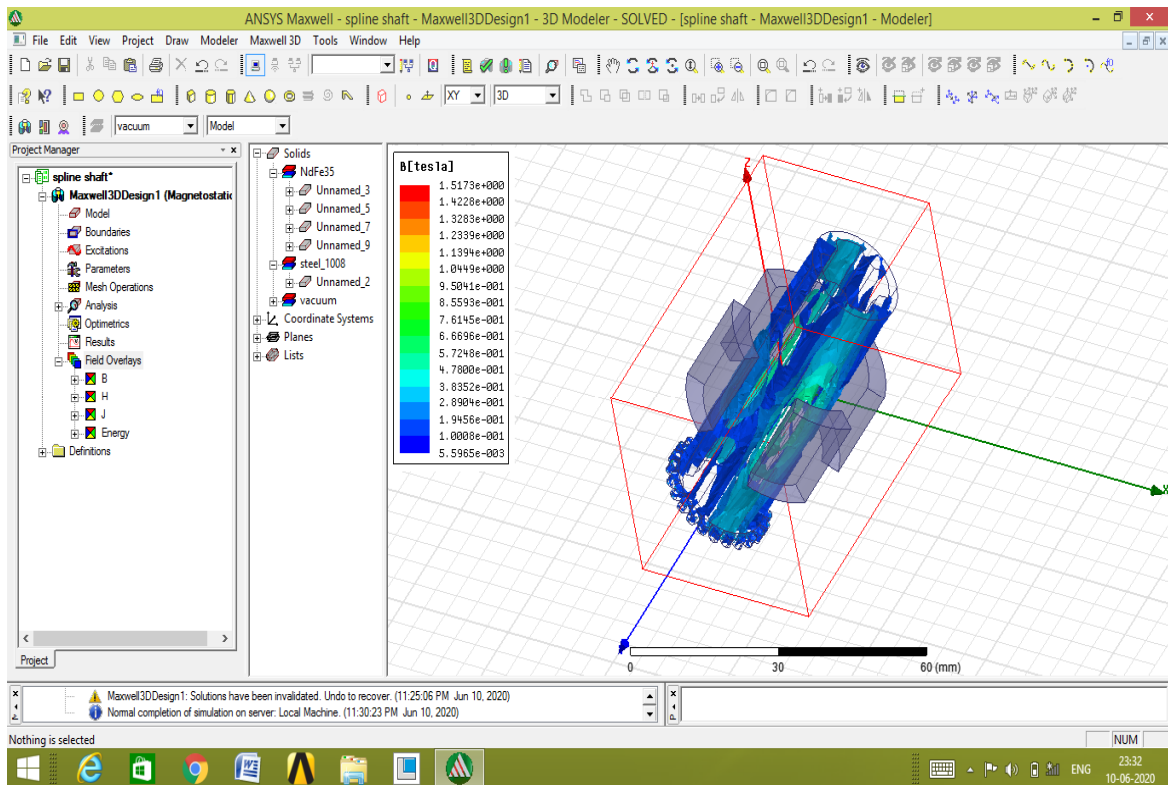 ANSYS Maxwell - spline shaft - Maxwell3DDesign1 - 3D Modeler - SOLVED - [spline shaft - Maxwell3DDesign1 - Modeler]
File Edit View Project Draw Modeler Maxwell 3D Tools Window Help
XY 3D
vacuum Model
Project Manager
spline shaft*
Maxwell3DDesign1 (Magnetostatic
Model
Boundaries
Excitations
Parameters
Mesh Operations
Analysis
Optimetrics
Results
Field Overlays
B
H
J
Energy
Definitions
Project
Solids
NdFe35
Unnamed_3
Unnamed_5
Unnamed_7
Unnamed_9
steel_1008
Unnamed_2
vacuum
Coordinate Systems
Planes
Lists
B[tesla]
1.5173e+000
1.4228e+000
1.3283e+000
1.2339e+000
1.1394e+000
1.0449e+000
9.5041e-001
8.5593e-001
7.6145e-001
6.6696e-001
5.7248e-001
4.7800e-001
3.8352e-001
2.8904e-001
1.9456e-001
1.0008e-001
5.5965e-003
Z
X
0 30 60 (mm)
Maxwell3DDesign1: Solutions have been invalidated. Undo to recover. (11:25:06 PM Jun 10, 2020)
Normal completion of simulation on server: Local Machine. (11:30:23 PM Jun 10, 2020)
Nothing is selected
NUM
ENG
23:32
10-06-2020